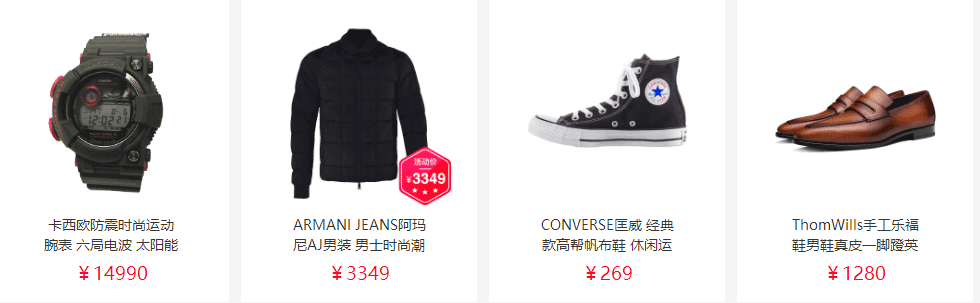 活动价
¥3349
卡西欧防震时尚运动
腕表 六局电波 太阳能
¥14990
ARMANI JEANS阿玛
尼AJ男装 男士时尚潮
¥3349
CONVERSE匡威 经典
款高帮帆布鞋 休闲运
¥269
ThomWills手工乐福
鞋男鞋真皮一脚蹬英
¥1280